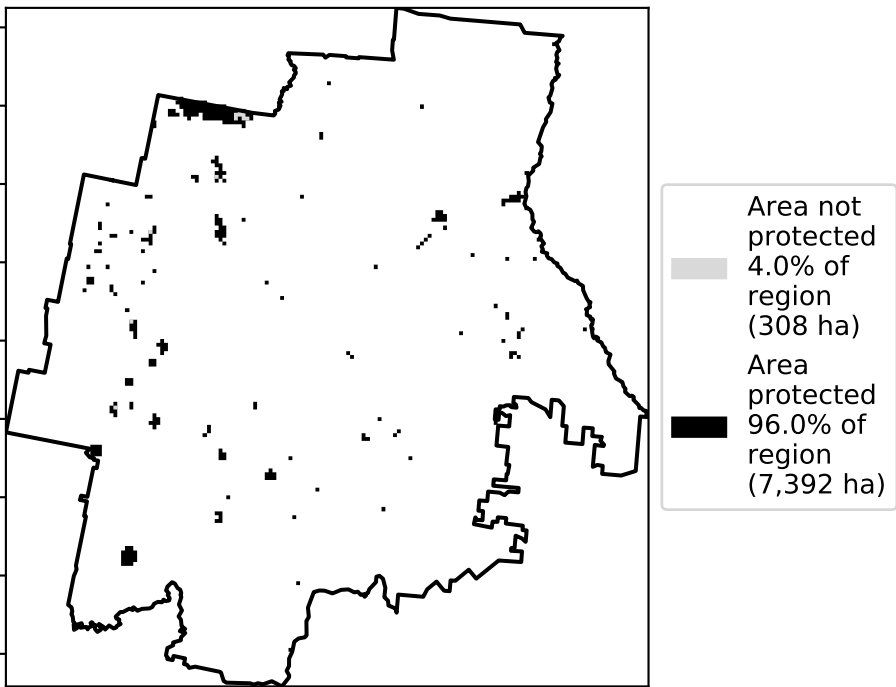 Area not
protected
4.0% of
region
(308 ha)
Area
protected
96.0% of
region
(7,392 ha)